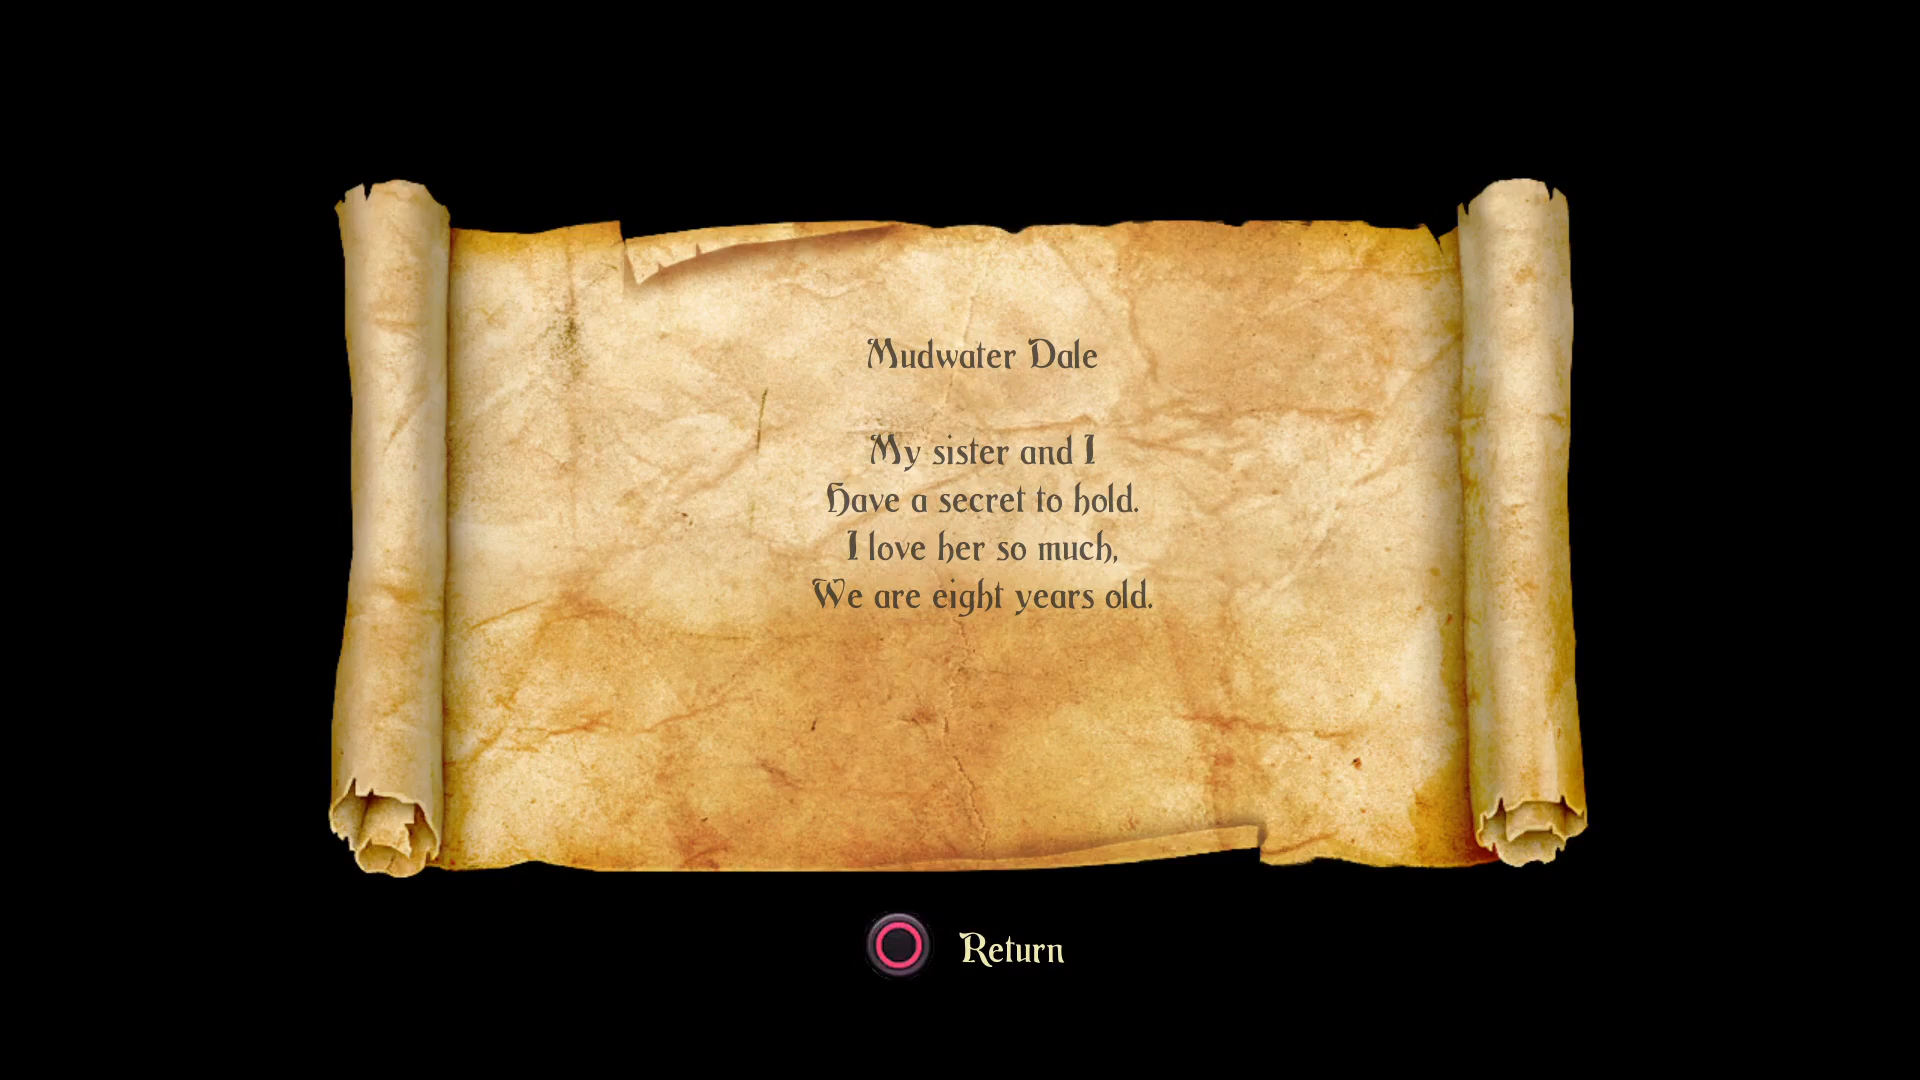 Mudwater Dale
My sister and I
Have a secret to hold.
I love her so much,
We are eight years old.
Return